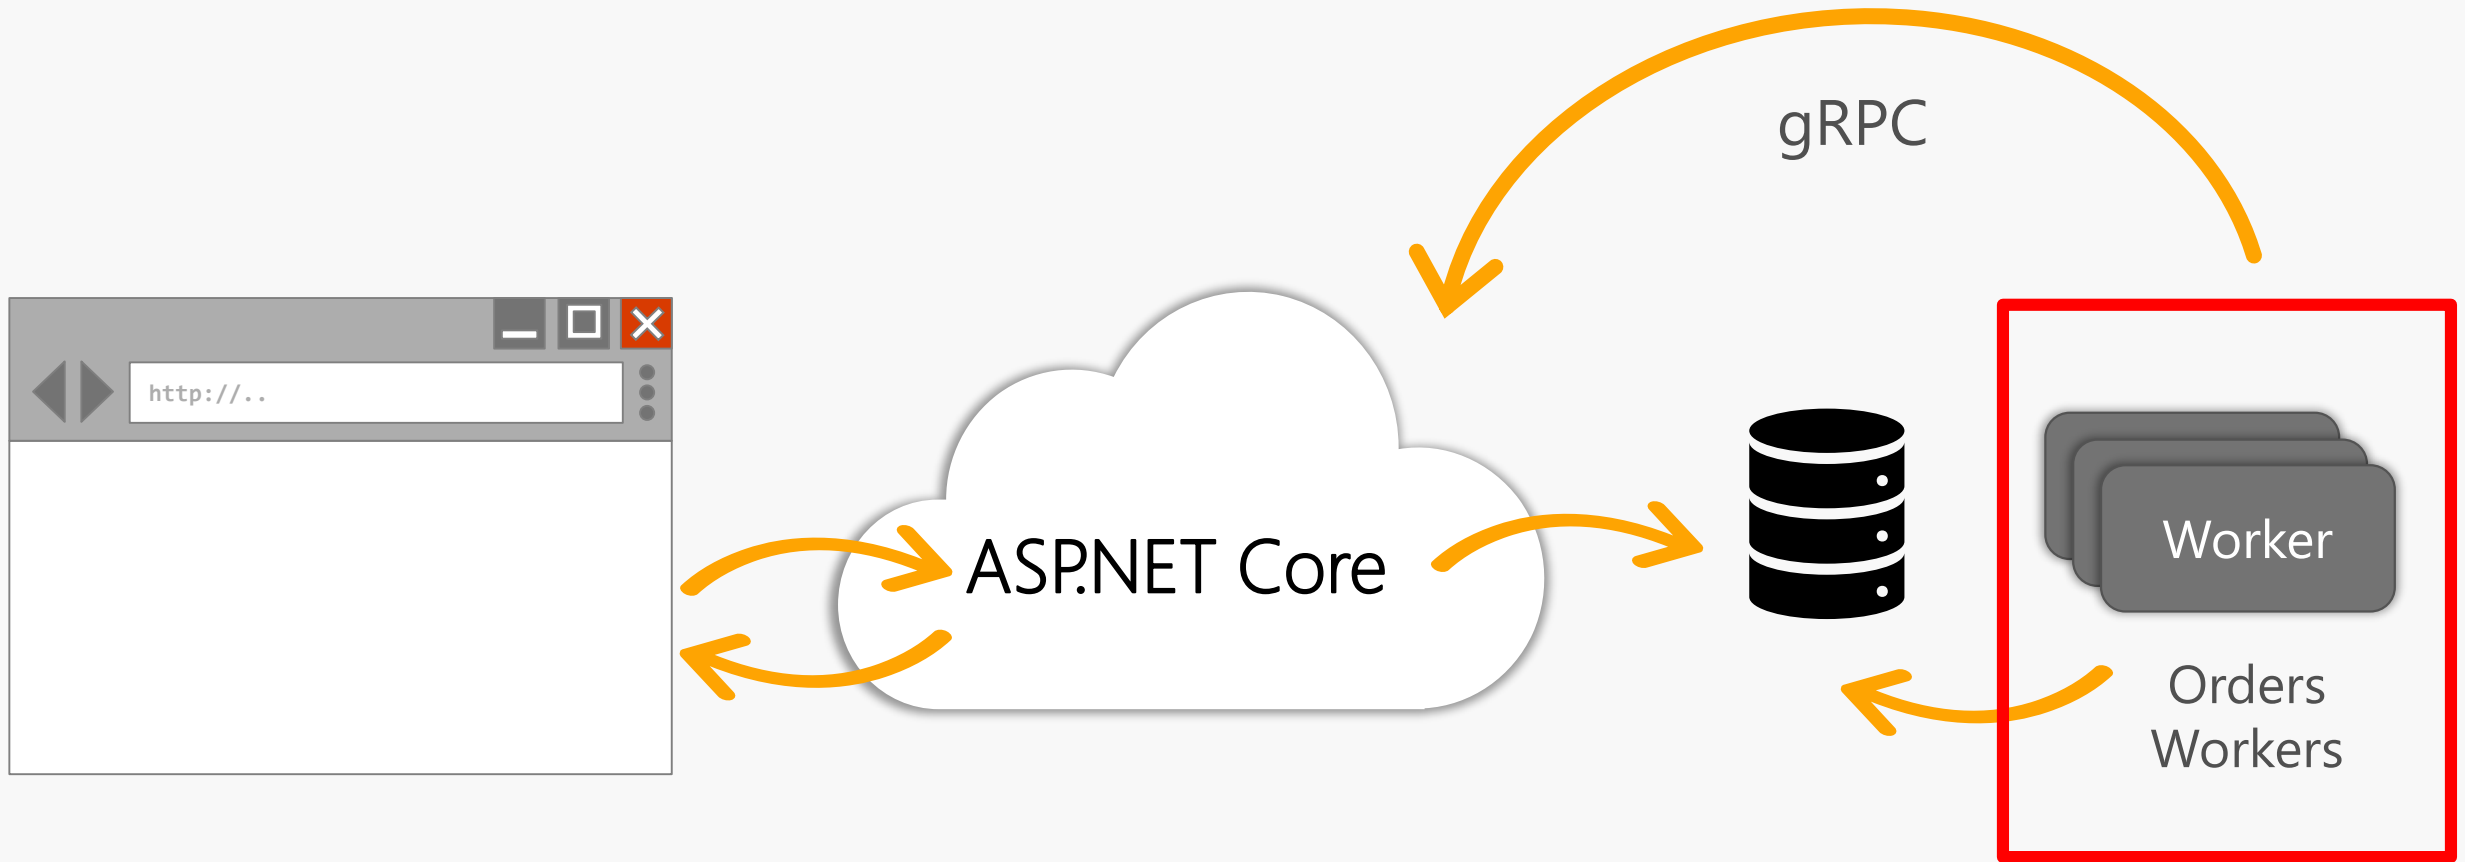 gRPC
http://..
ASP.NET Core
Worker
Orders
Workers